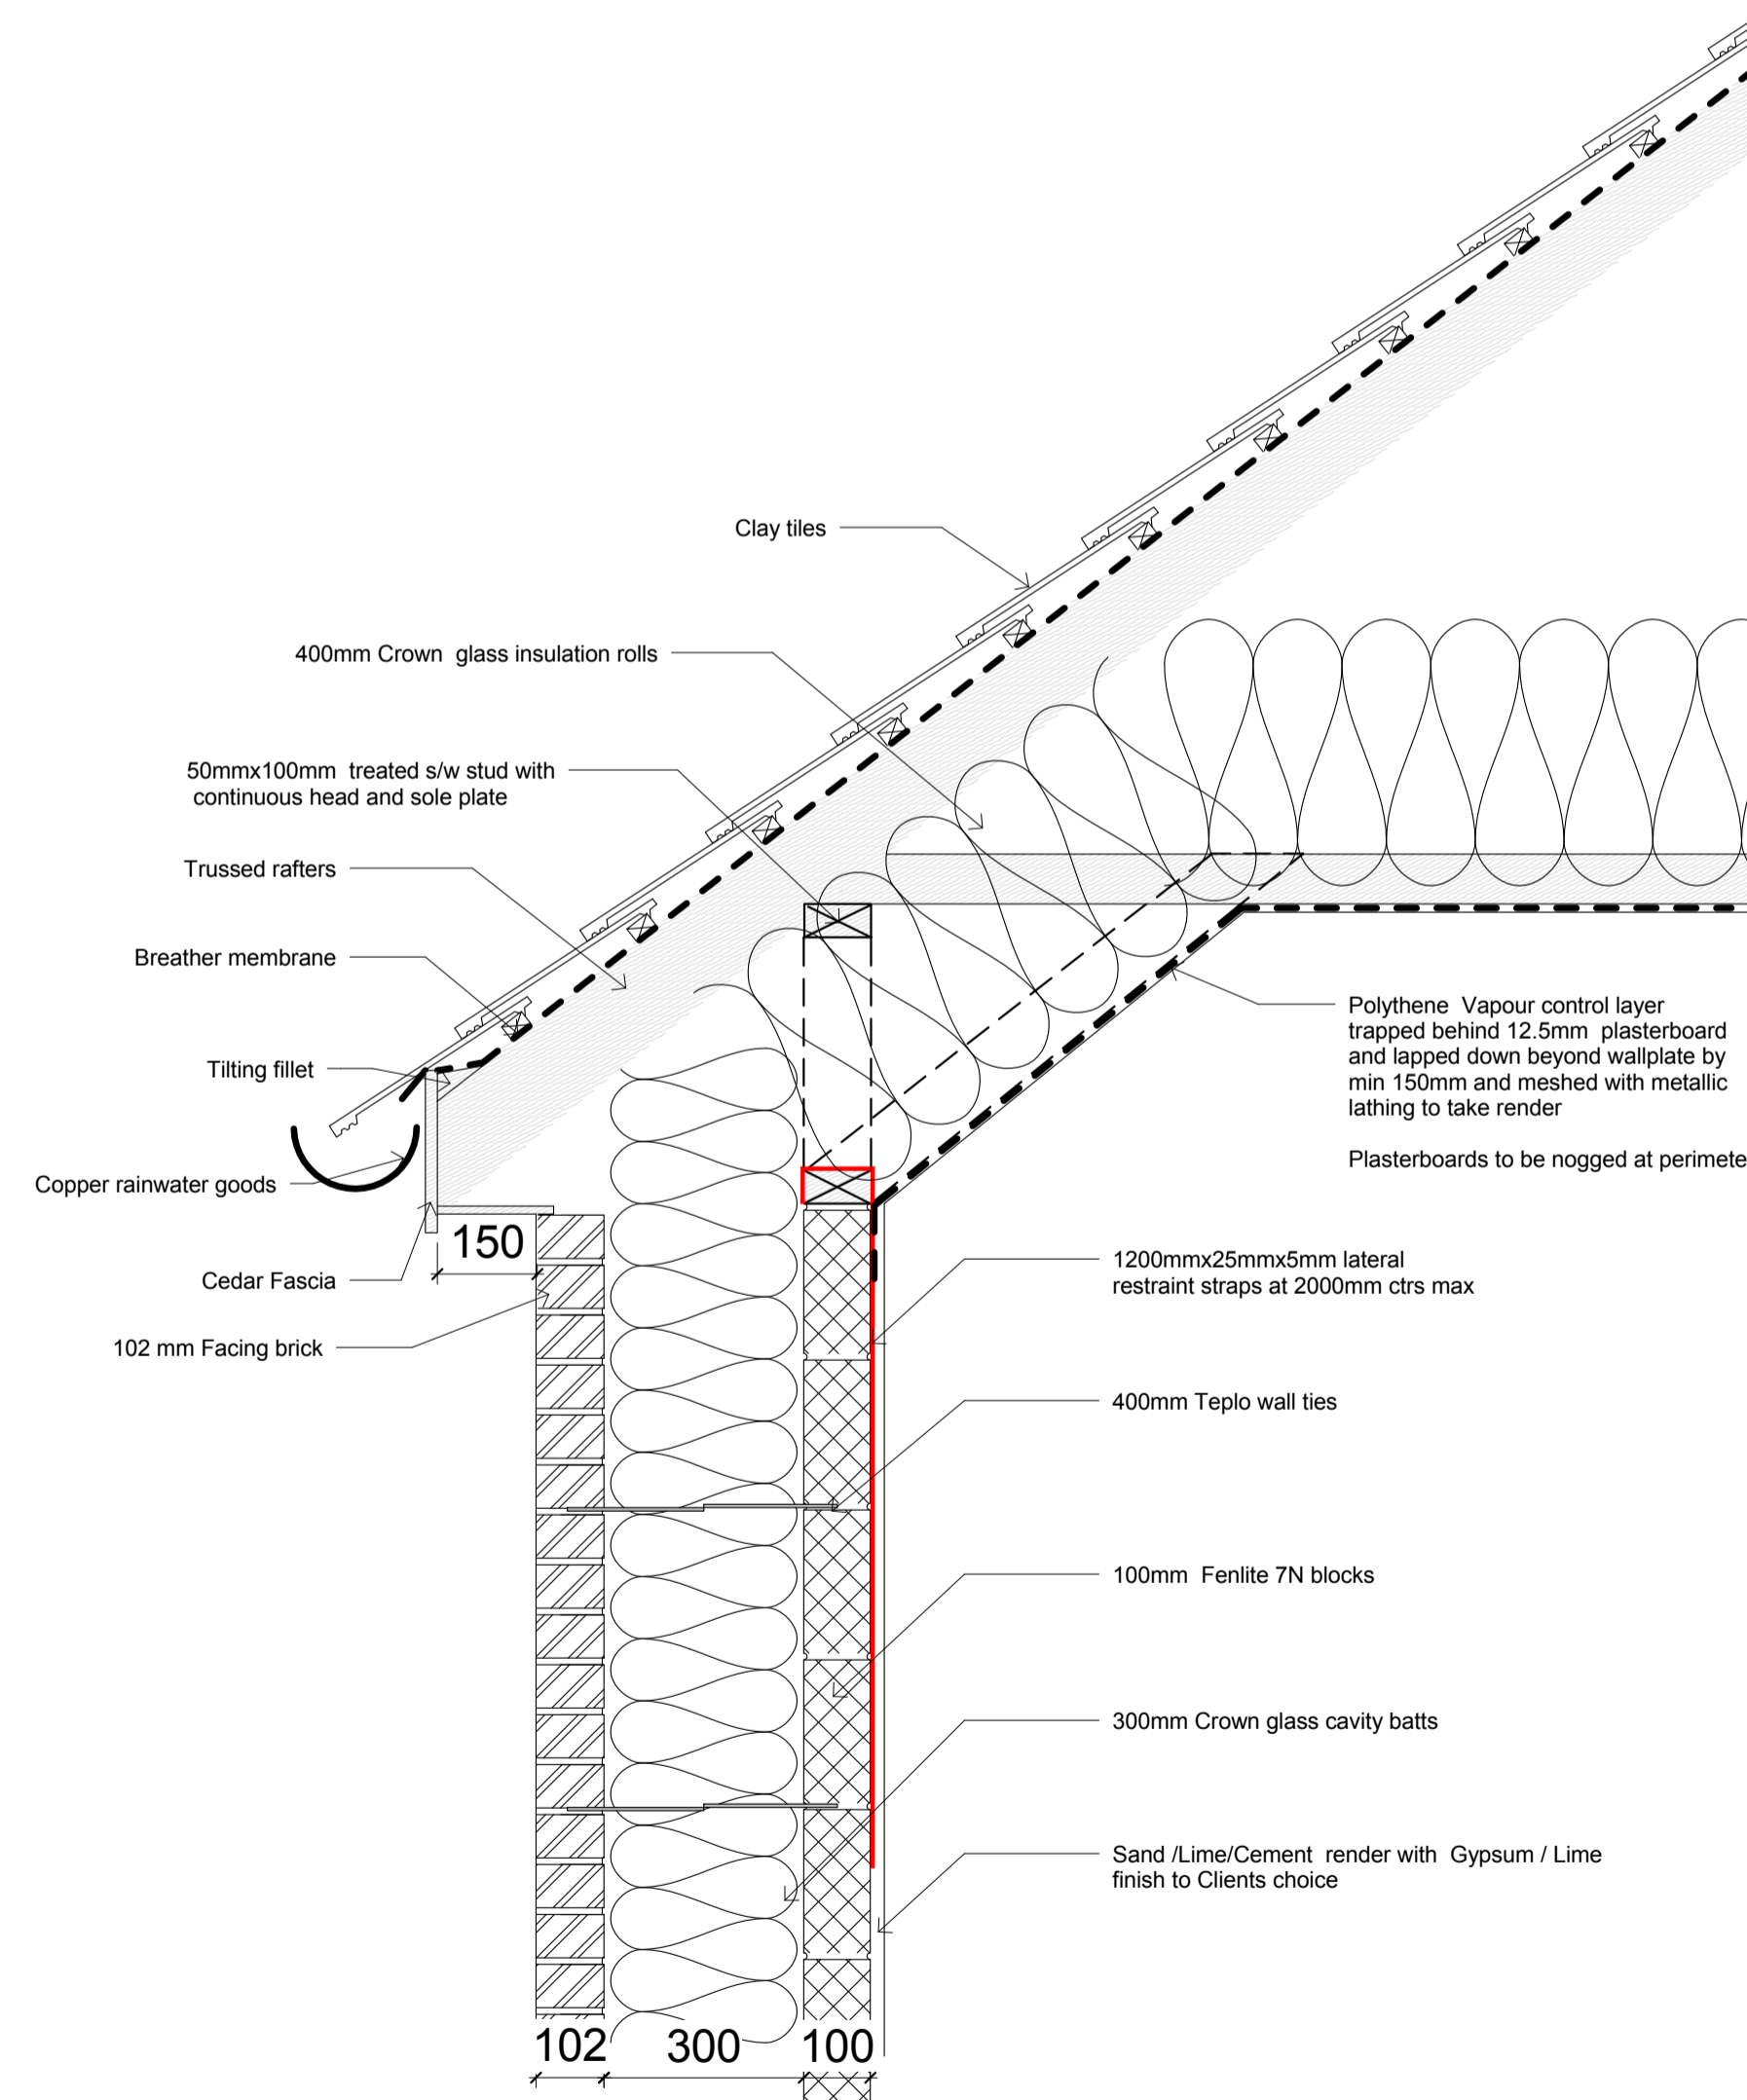 Clay tiles
400mm Crown  glass insulation rolls
50mmx100mm  treated s/w stud with
continuous head and sole plate
Trussed rafters
Breather membrane
Tilting fillet
Copper rainwater goods
150
Cedar Fascia
102 mm Facing brick
Polythene  Vapour control layer
trapped behind 12.5mm  plasterboard
and lapped down beyond wallplate by
min 150mm and meshed with metallic
lathing to take render
Plasterboards to be nogged at perimete
1200mmx25mmx5mm lateral
restraint straps at 2000mm ctrs max
400mm Teplo wall ties
100mm  Fenlite 7N blocks
300mm Crown glass cavity batts
Sand /Lime/Cement  render with  Gypsum / Lime
finish to Clients choice
102 300 100